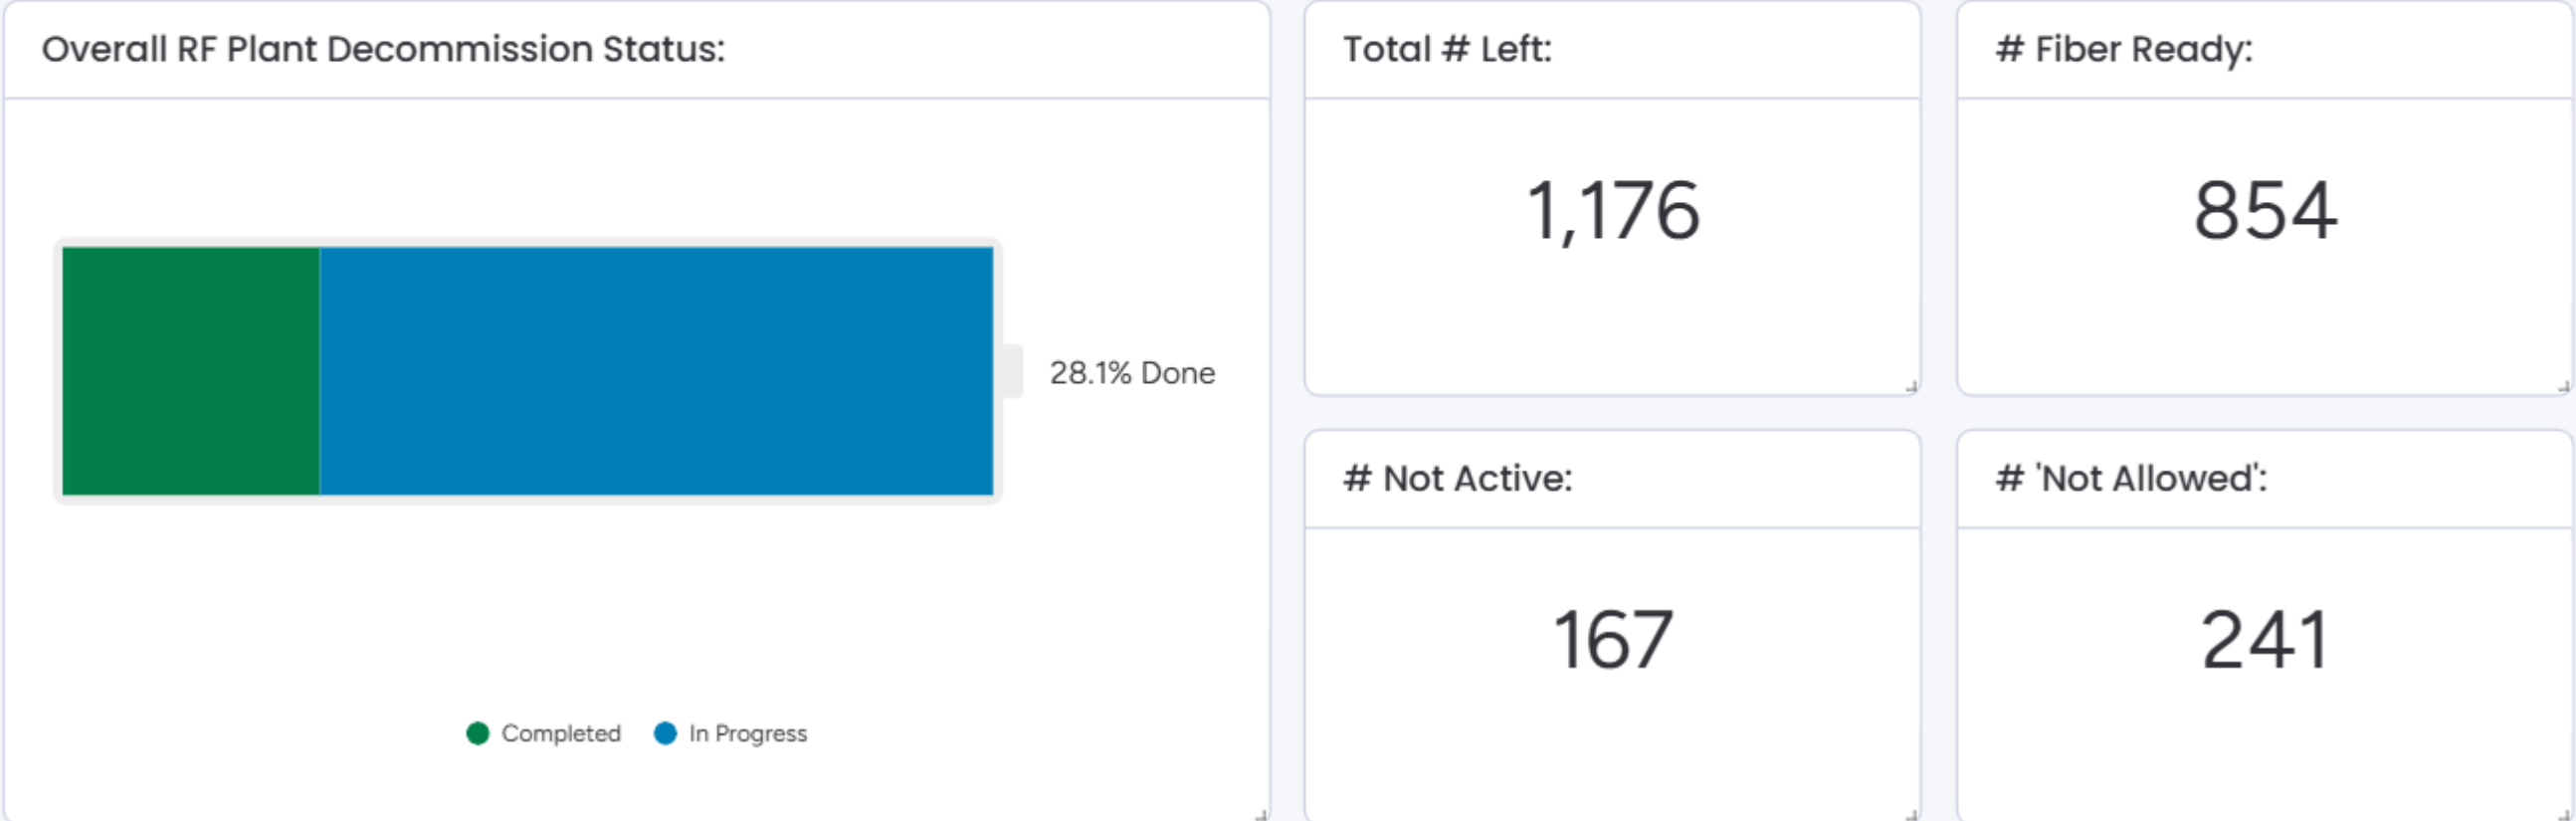 Overall RF Plant Decommission Status:
28.1% Done
Completed
In Progress
Total # Left:
1,176
# Fiber Ready:
854
# Not Active:
167
# 'Not Allowed':
241